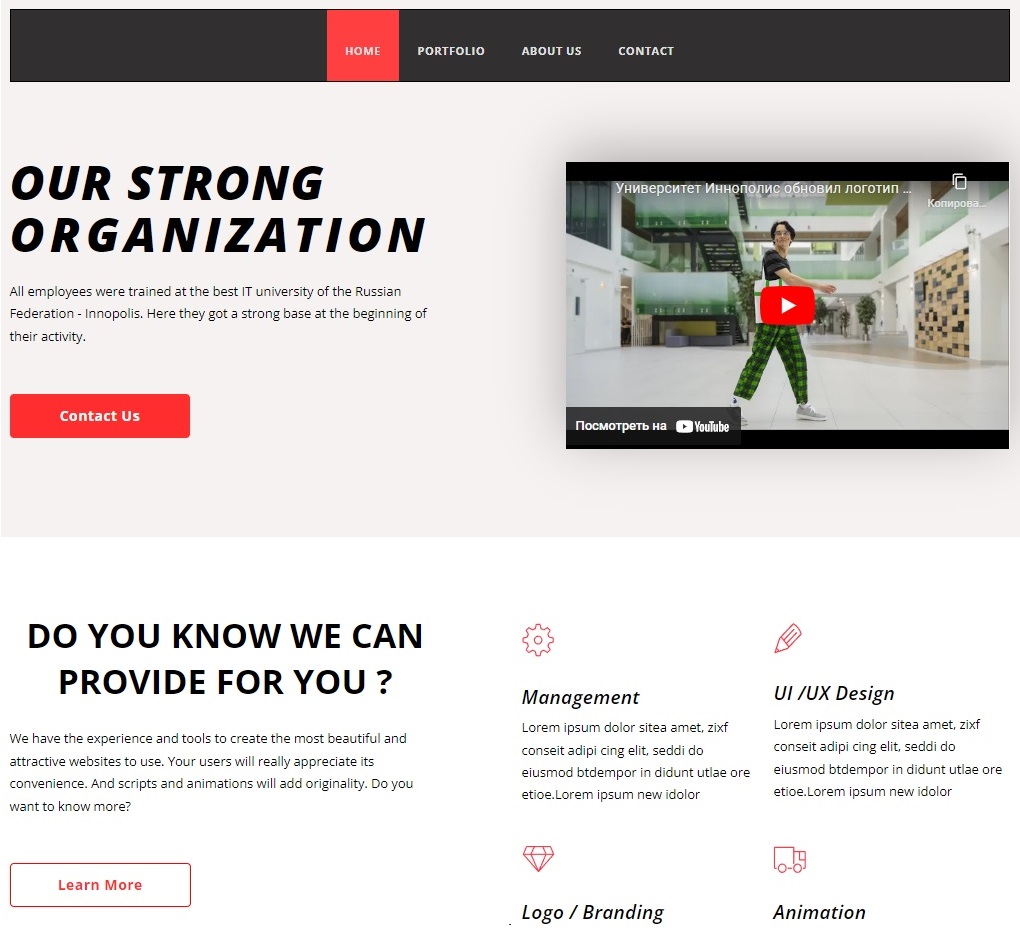 HOME PORTFOLIO ABOUT US CONTACT
OUR STRONG
ORGANIZATION
All employees were trained at the best IT university of the Russian
Federation - Innopolis. Here they got a strong base at the beginning of
their activity.
Contact Us
Университет Иннополис обновил логотип ...
Копирова...
Посмотреть на YouTube
DO YOU KNOW WE CAN
PROVIDE FOR YOU ?
We have the experience and tools to create the most beautiful and
attractive websites to use. Your users will really appreciate its
convenience. And scripts and animations will add originality. Do you
want to know more?
Learn More
Management
Lorem ipsum dolor sitea amet, zixf
conseit adipi cing elit, seddi do
eiusmod btdempor in didunt utlae ore
etioe.Lorem ipsum new idolor
UI /UX Design
Lorem ipsum dolor sitea amet, zixf
conseit adipi cing elit, seddi do
eiusmod btdempor in didunt utlae ore
etioe.Lorem ipsum new idolor
Logo / Branding
Animation